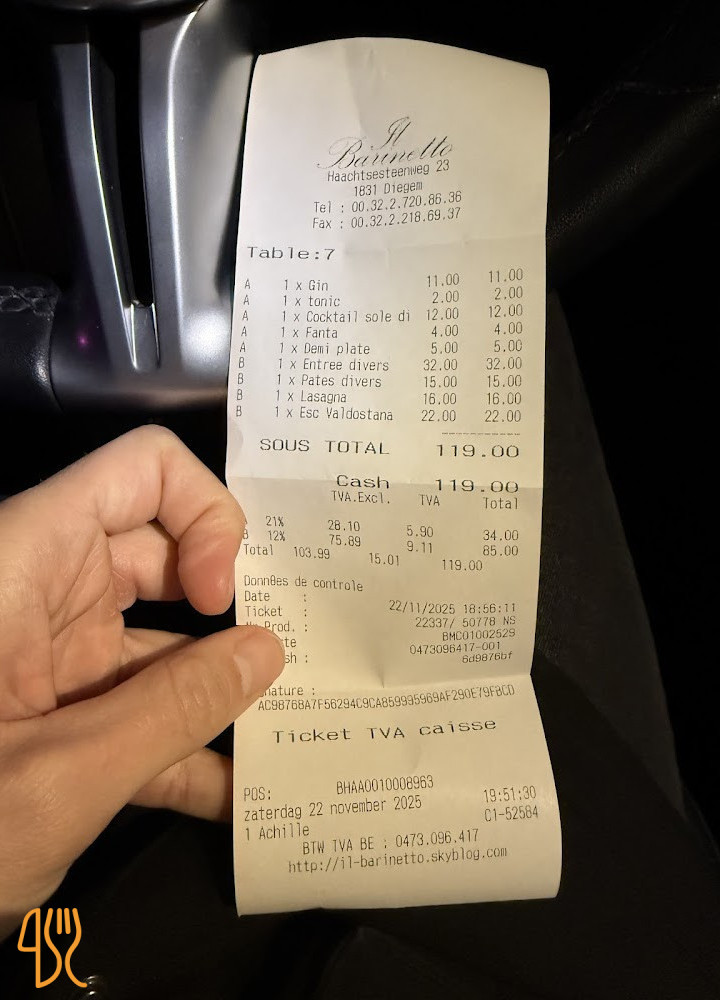 Il
Barinetto
Haachtsesteenweg 23
1831 Diegem
Tel : 00.32.2.720.86.36
Fax : 00.32.2.218.69.37
Table:7
A 1 x Gin 11.00 11.00
A 1 x tonic 2.00 2.00
A 1 x Cocktail sole di 12.00 12.00
A 1 x Fanta 4.00 4.00
A 1 x Demi plate 5.00 5.00
B 1 x Entree divers 32.00 32.00
B 1 x Pates divers 15.00 15.00
B 1 x Lasagna 16.00 16.00
B 1 x Esc Valdostana 22.00 22.00
SOUS TOTAL 119.00
Cash 119.00
TVA.Excl. TVA Total
21% 28.10 5.90 34.00
B 12% 75.89 9.11 85.00
Total 103.99 15.01 119.00
Donn8es de controle
Date : 22/11/2025 18:56:11
Ticket : 22337/ 50778 NS
Prod. : BMC01002529
0473096417-001
6d9876bf
AC9876BA7F56294C9CA859995969AF290E79FBCD
Ticket TVA caisse
POS: BHAA0010008963
zaterdag 22 november 2025 19:51:30
1 Achille C1-52584
BTW TVA BE : 0473.096.417
http://il-barinetto.skyblog.com